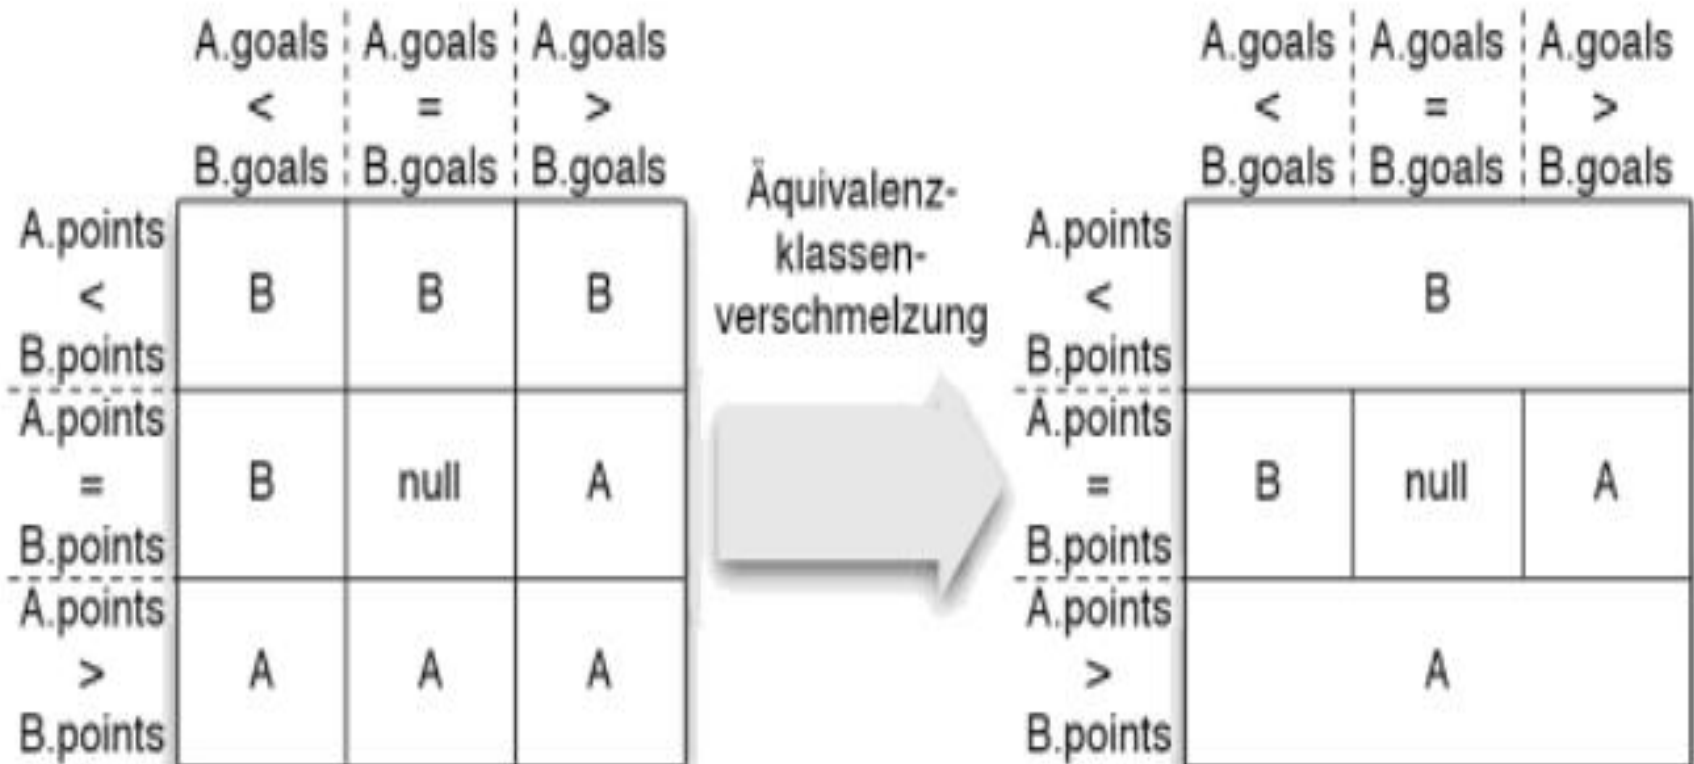 A.goals A.goals A.goals
< = >
B.goals B.goals B.goals
A.points
<
B.points
B B B
A.points
=
B.points
B null A
A.points
>
B.points
A A A
Äquivalenz-
klassen-
verschmelzung
A.goals A.goals A.goals
< = >
B.goals B.goals B.goals
A.points
<
B.points
B
A.points
=
B.points
B null A
A.points
>
B.points
A